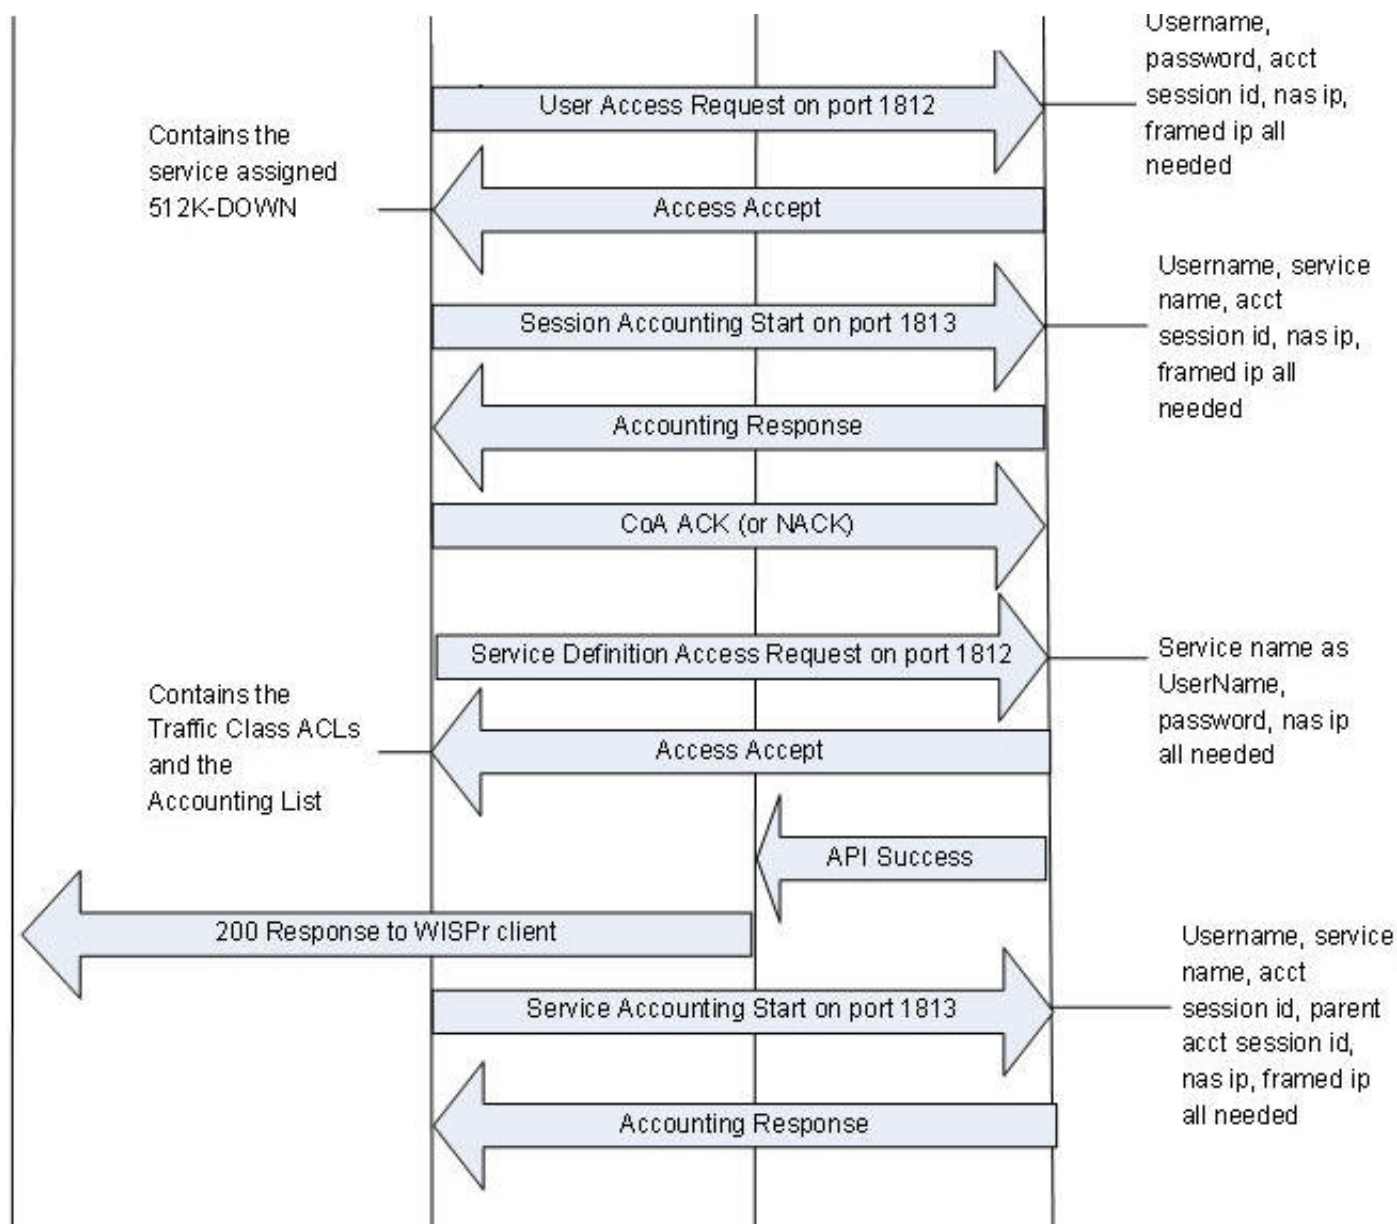 Username,
password, acct
session id, nas ip,
framed ip all
needed
User Access Request on port 1812
Contains the
service assigned
512K-DOWN
Access Accept
Username, service
name, acct
session id, nas ip,
framed ip all
needed
Session Accounting Start on port 1813
Accounting Response
CoA ACK (or NACK)
Service Definition Access Request on port 1812
Service name as
UserName,
password, nas ip
all needed
Contains the
Traffic Class ACLs
and the
Accounting List
Access Accept
API Success
200 Response to WISPr client
Username, service
name, acct
session id, parent
acct session id,
nas ip, framed ip
all needed
Service Accounting Start on port 1813
Accounting Response